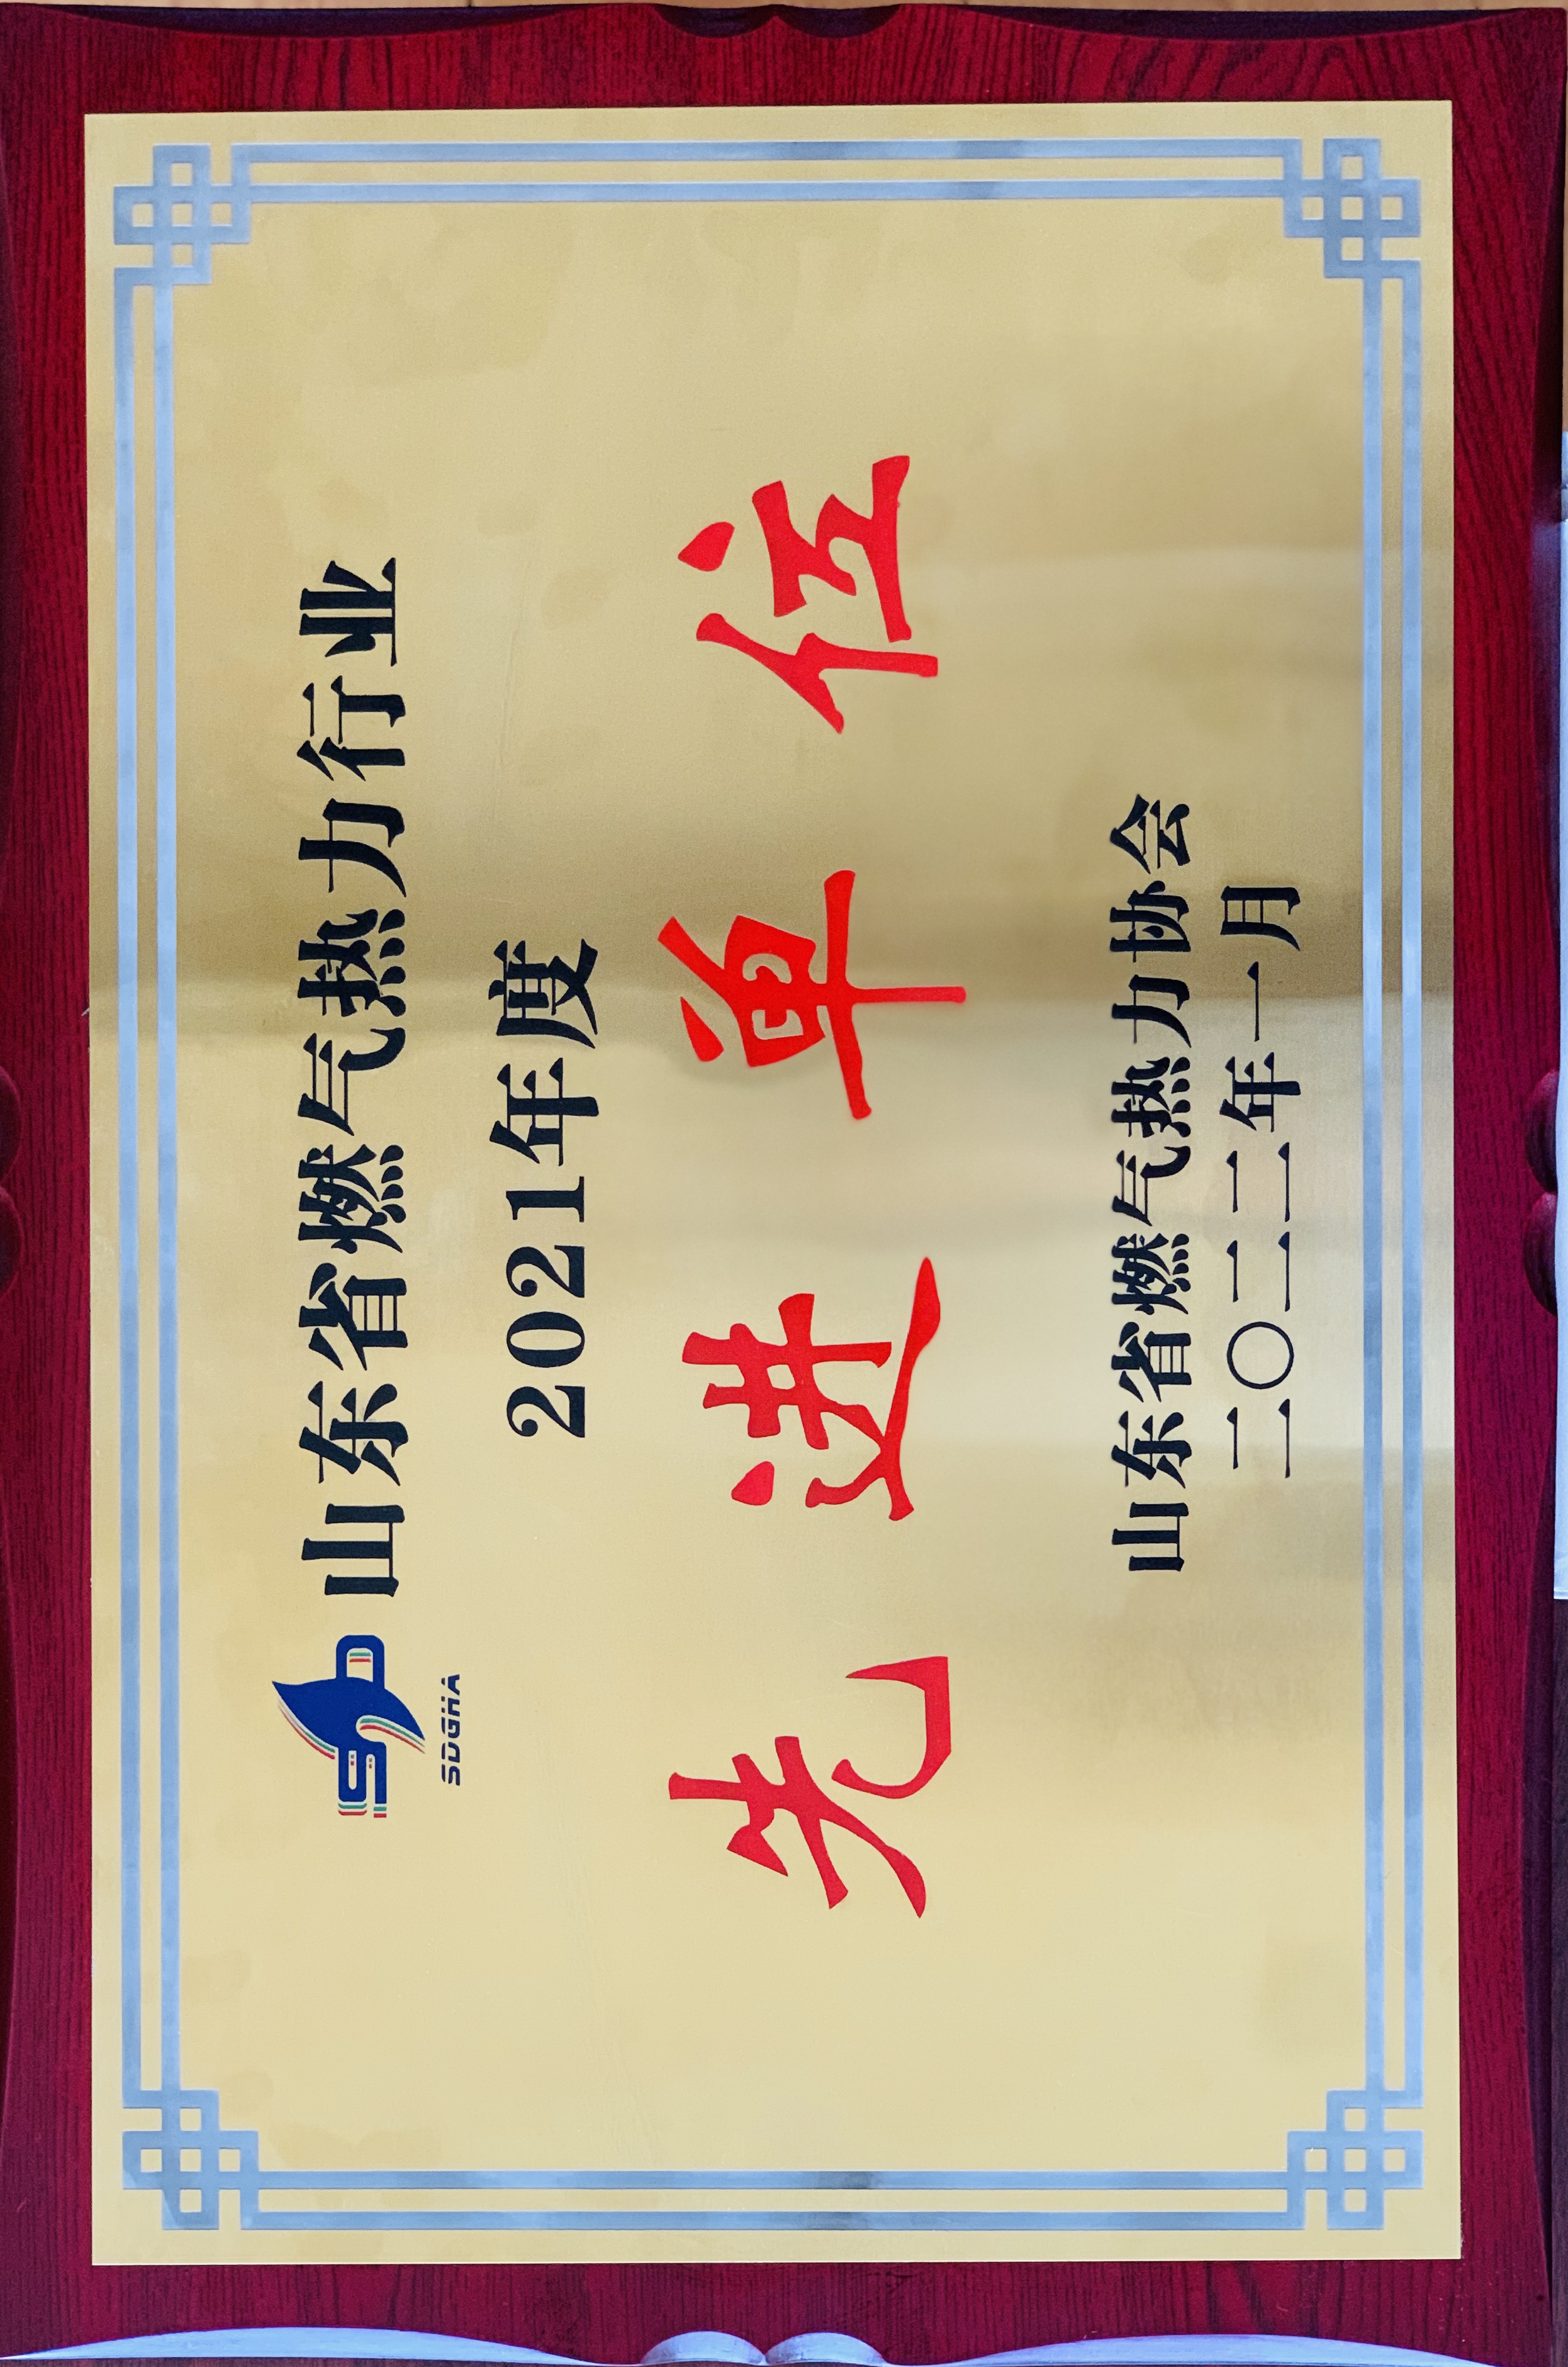 山东省燃气热力行业
SDGHA
2021年度
先进单位
山东省燃气热力协会
二〇二二年一月